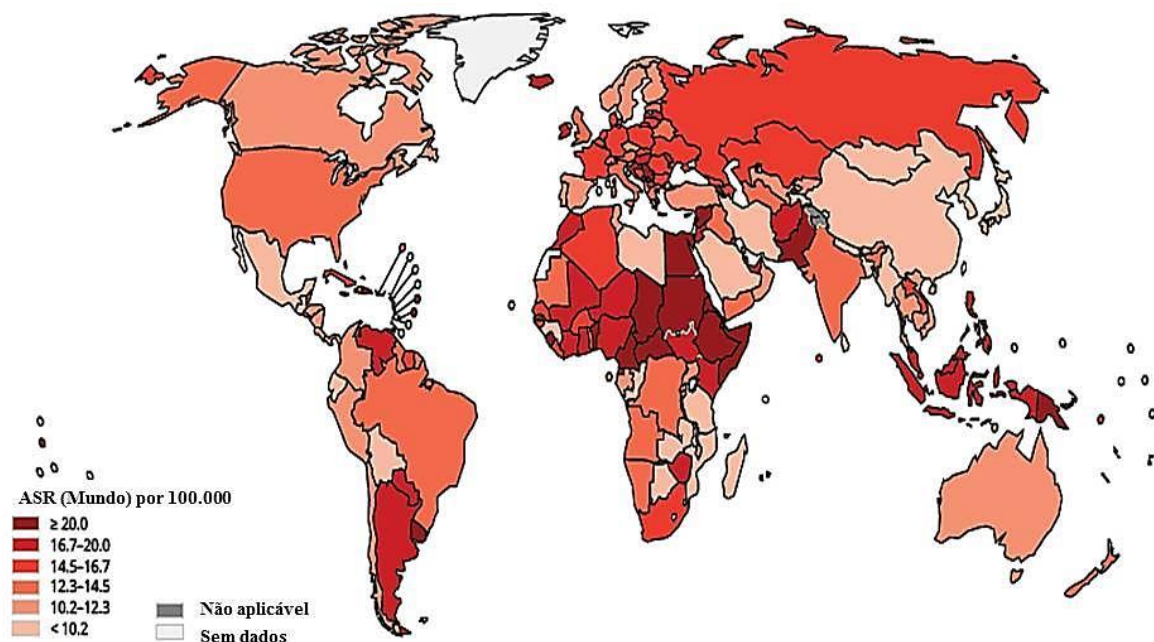 ASR (Mundo) por 100.000
≥ 20.0
16.7–20.0
14.5–16.7
12.3–14.5
10.2–12.3
< 10.2
Não aplicável
Sem dados